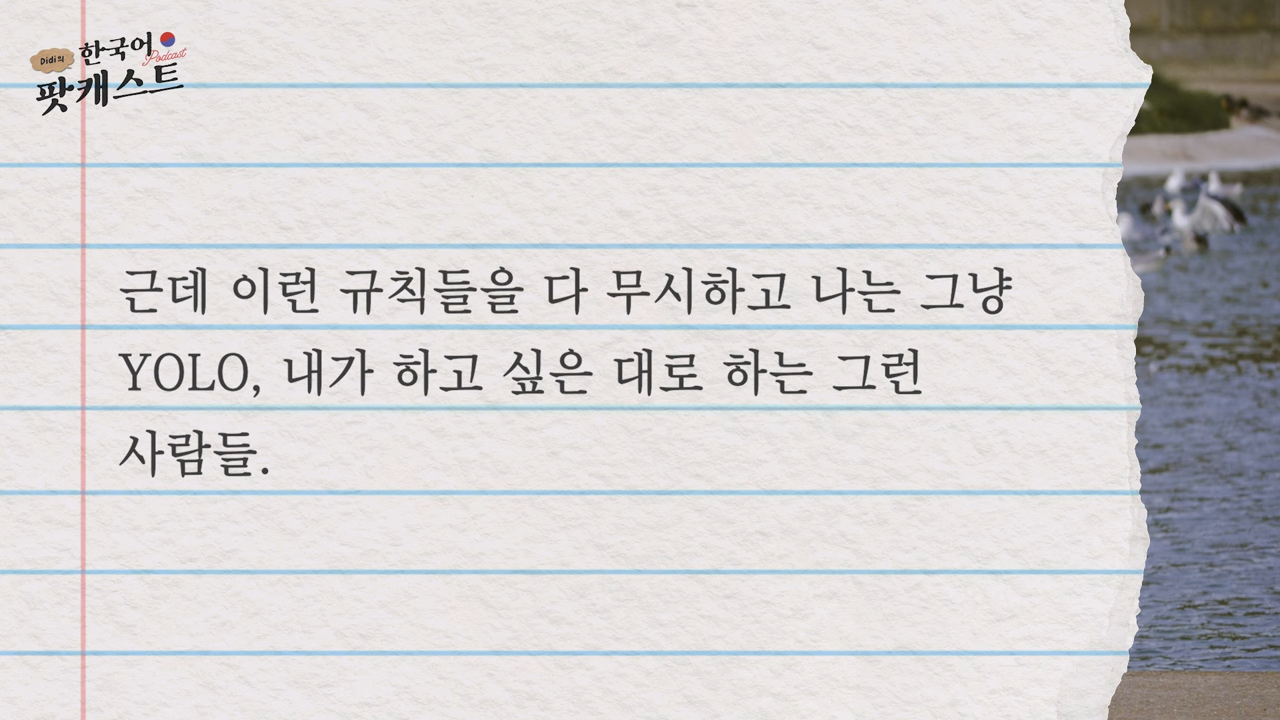 Didi의
한국어
Podcast
팟캐스트
근데 이런 규칙들을 다 무시하고 나는 그냥
YOLO, 내가 하고 싶은 대로 하는 그런
사람들.